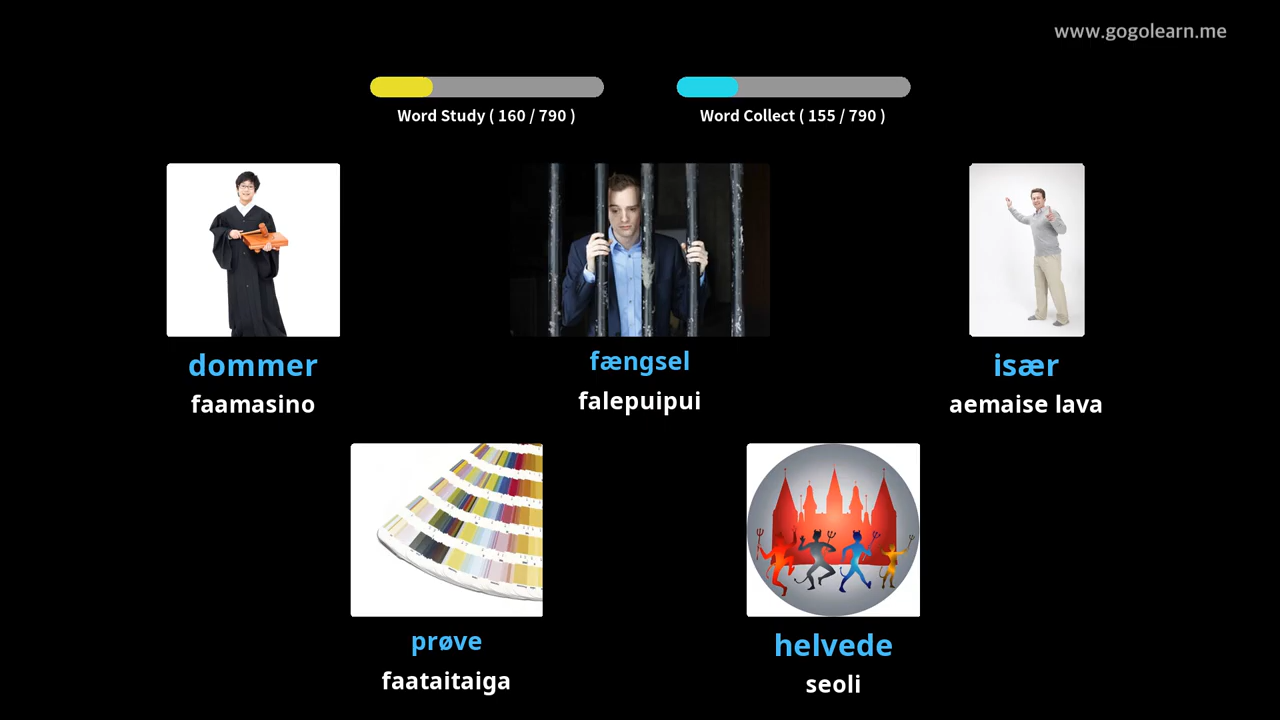 www.gogolearn.me
Word Study ( 160 / 790 )
Word Collect ( 155 / 790 )
dommer
faamasino
fængsel
falepuipui
især
aemaise lava
prøve
faataitaiga
helvede
seoli